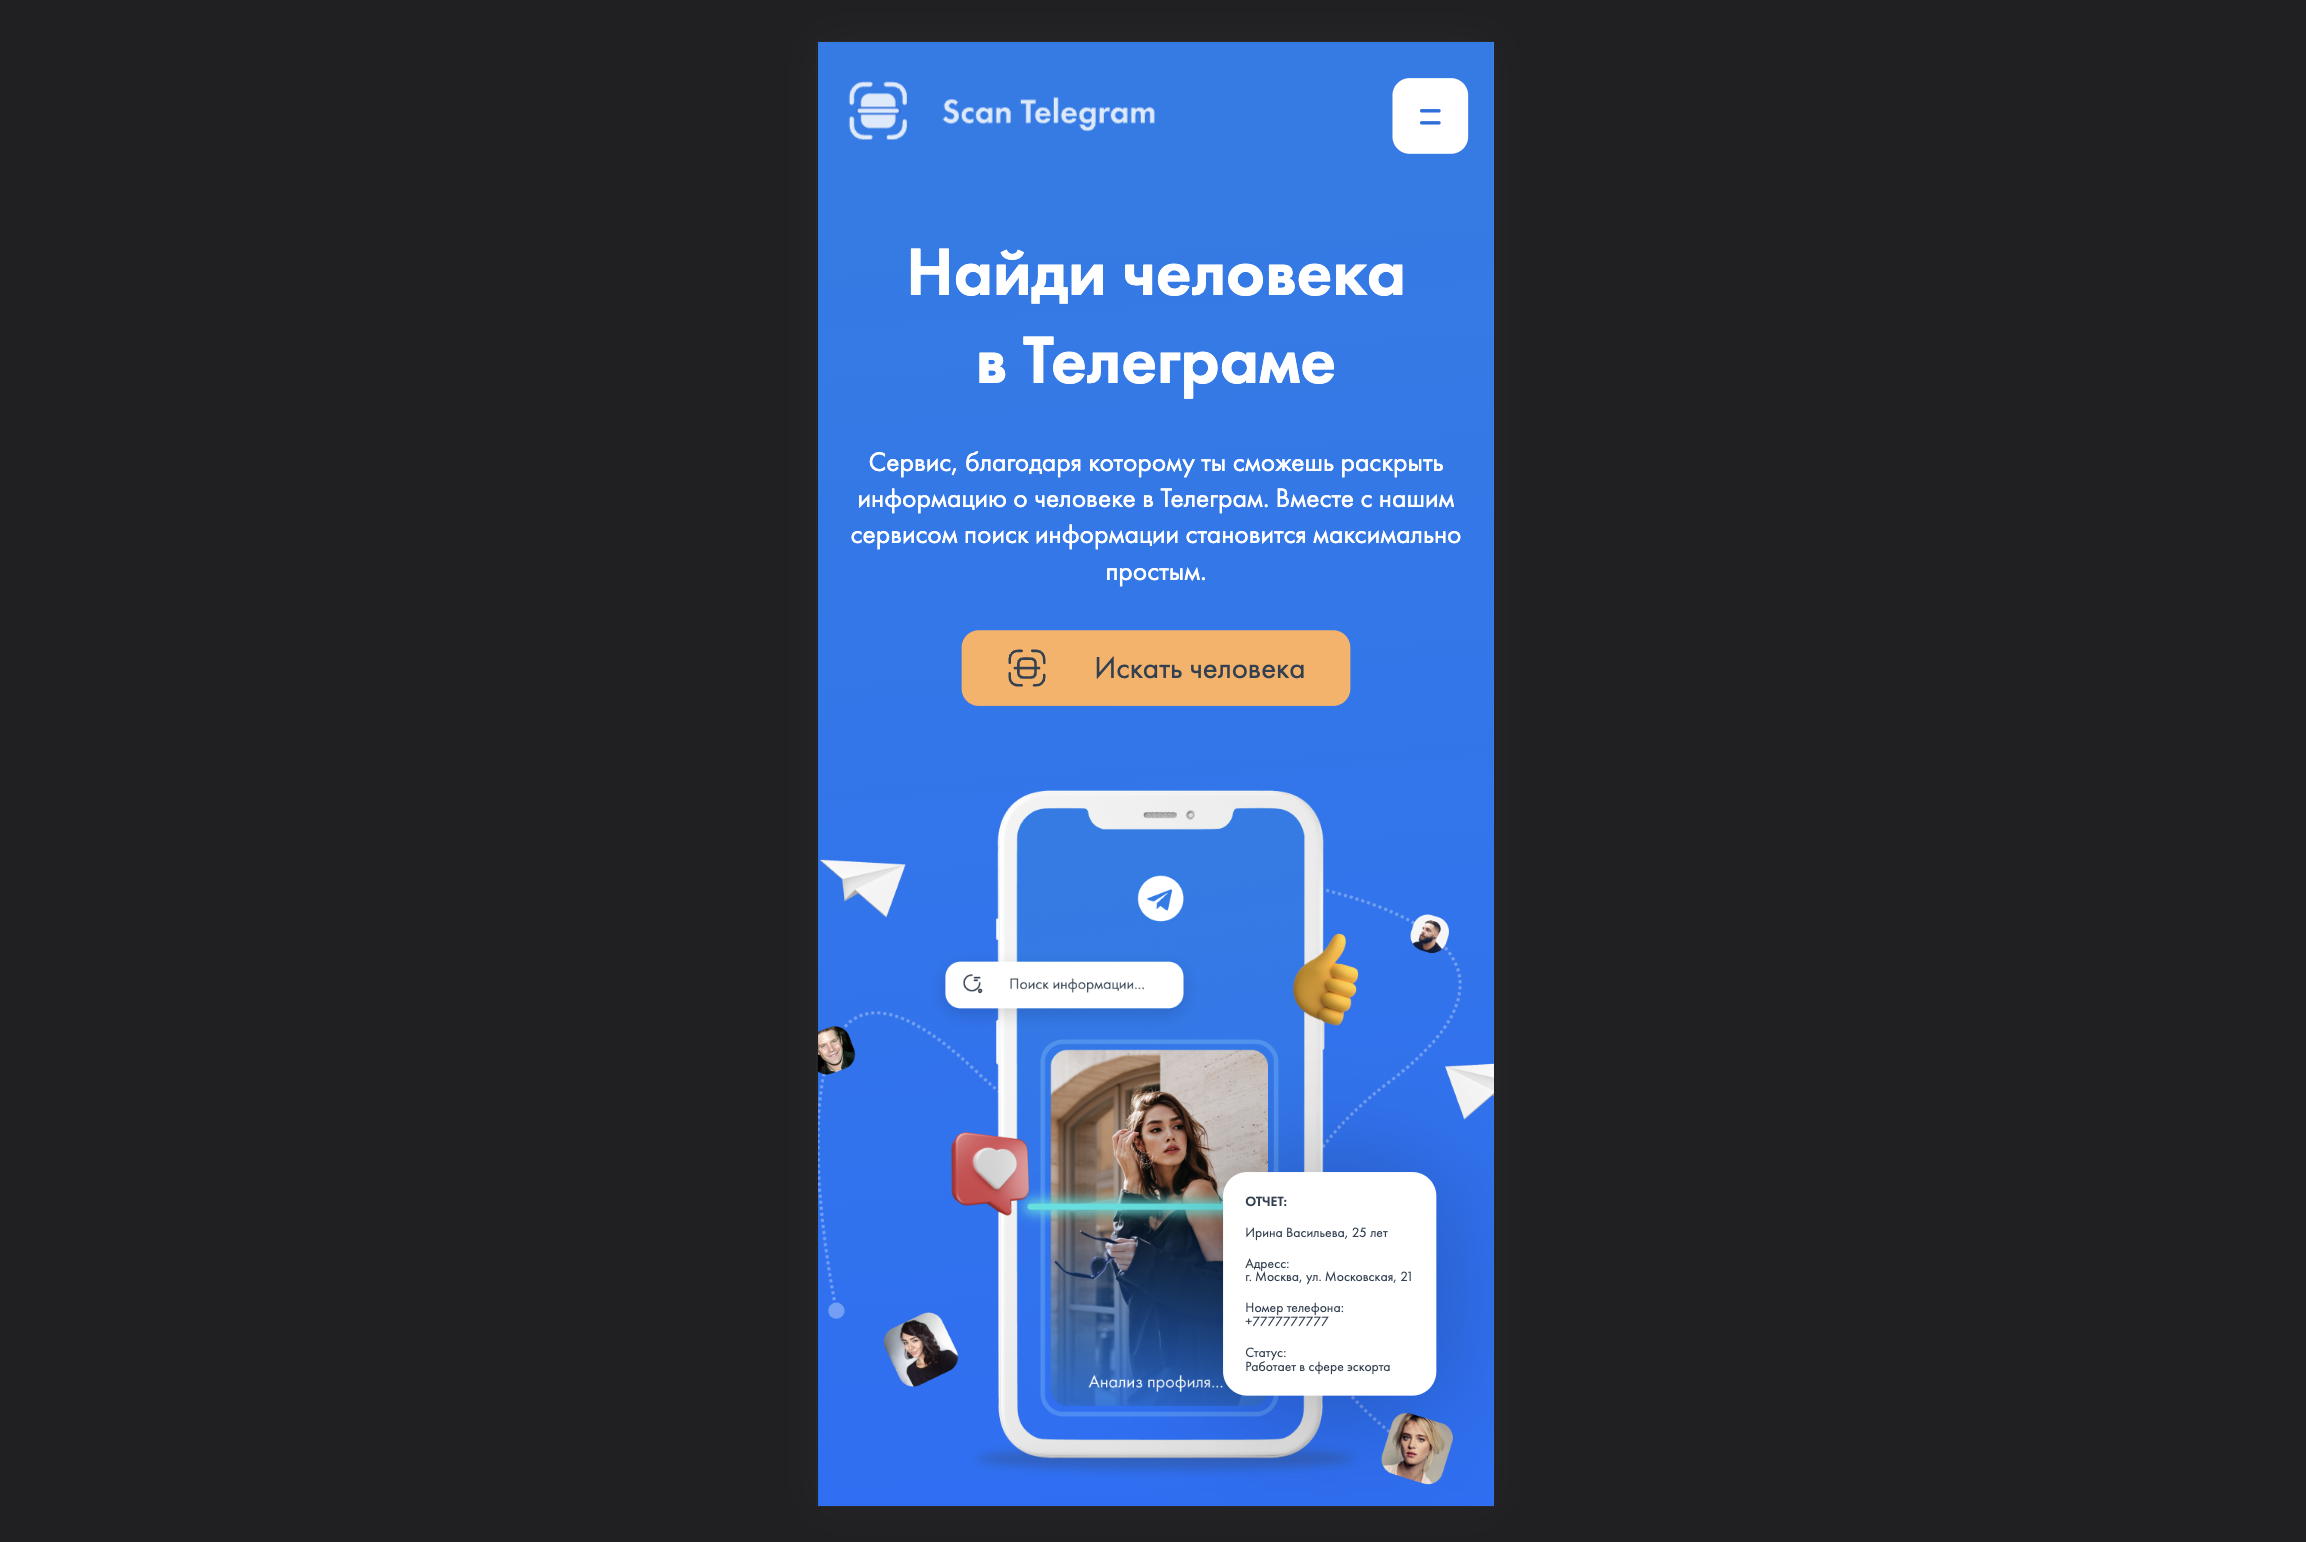 Scan Telegram
Найди человека
в Телеграме
Сервис, благодаря которому ты сможешь раскрыть
информацию о человеке в Телеграм. Вместе с нашим
сервисом поиск информации становится максимально
простым.
Искать человека
Поиск информации...
ОТЧЕТ:
Ирина Васильева, 25 лет
Адресс:
г. Москва, ул. Московская, 21
Номер телефона:
+7777777777
Статус:
Работает в сфере эскорта
Анализ профиля...